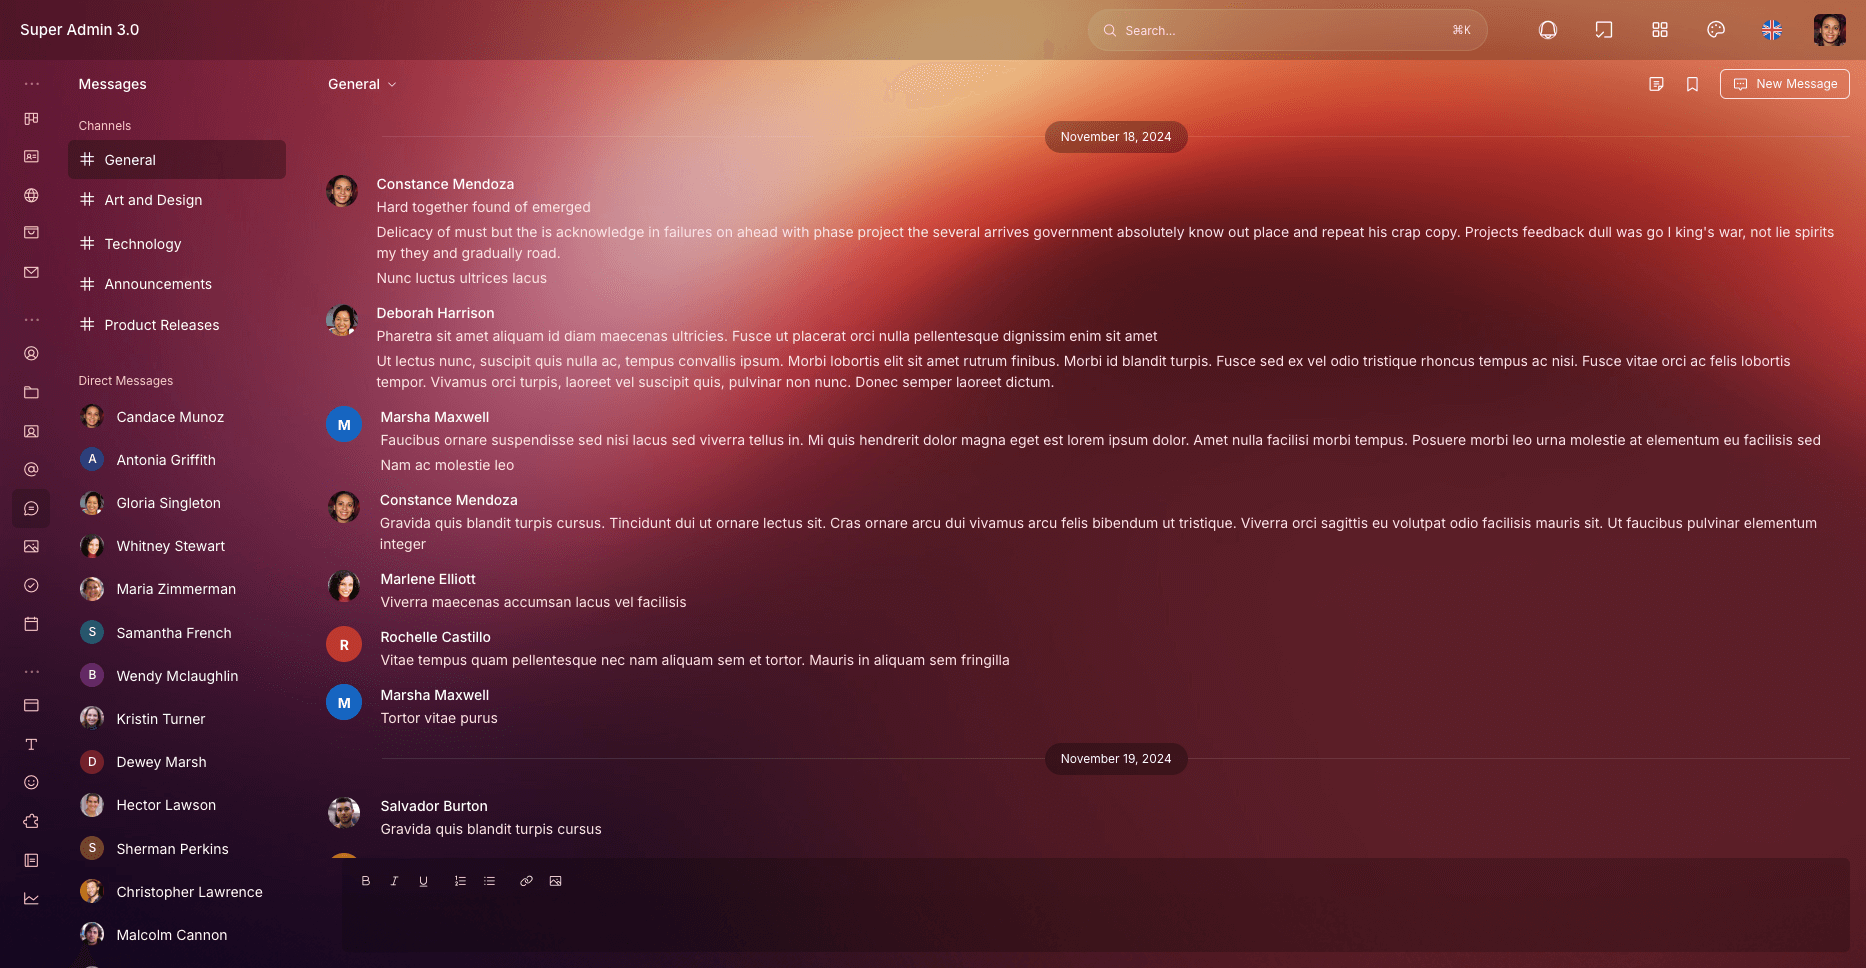 Super Admin 3.0
Search...
⌘K
Messages
Channels
General
Art and Design
Technology
Announcements
Product Releases
Direct Messages
Candace Munoz
A
Antonia Griffith
Gloria Singleton
Whitney Stewart
Maria Zimmerman
S
Samantha French
B
Wendy Mclaughlin
Kristin Turner
D
Dewey Marsh
Hector Lawson
S
Sherman Perkins
Christopher Lawrence
Malcolm Cannon
General
New Message
November 18, 2024
Constance Mendoza
Hard together found of emerged
Delicacy of must but the is acknowledge in failures on ahead with phase project the several arrives government absolutely know out place and repeat his crap copy. Projects feedback dull was go I king's war, not lie spirits
my they and gradually road.
Nunc luctus ultrices lacus
Deborah Harrison
Pharetra sit amet aliquam id diam maecenas ultricies. Fusce ut placerat orci nulla pellentesque dignissim enim sit amet
Ut lectus nunc, suscipit quis nulla ac, tempus convallis ipsum. Morbi lobortis elit sit amet rutrum finibus. Morbi id blandit turpis. Fusce sed ex vel odio tristique rhoncus tempus ac nisi. Fusce vitae orci ac felis lobortis
tempor. Vivamus orci turpis, laoreet vel suscipit quis, pulvinar non nunc. Donec semper laoreet dictum.
M
Marsha Maxwell
Faucibus ornare suspendisse sed nisi lacus sed viverra tellus in. Mi quis hendrerit dolor magna eget est lorem ipsum dolor. Amet nulla facilisi morbi tempus. Posuere morbi leo urna molestie at elementum eu facilisis sed
Nam ac molestie leo
Constance Mendoza
Gravida quis blandit turpis cursus. Tincidunt dui ut ornare lectus sit. Cras ornare arcu dui vivamus arcu felis bibendum ut tristique. Viverra orci sagittis eu volutpat odio facilisis mauris sit. Ut faucibus pulvinar elementum
integer
Marlene Elliott
Viverra maecenas accumsan lacus vel facilisis
R
Rochelle Castillo
Vitae tempus quam pellentesque nec nam aliquam sem et tortor. Mauris in aliquam sem fringilla
M
Marsha Maxwell
Tortor vitae purus
November 19, 2024
Salvador Burton
Gravida quis blandit turpis cursus
B I U